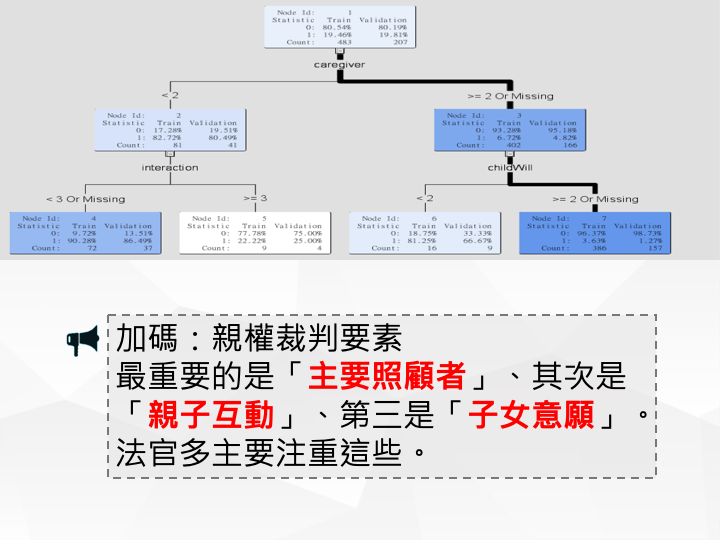 Node Id: 1
Statistic Train Validation
0: 80.54% 80.19%
1: 19.46% 19.81%
Count: 483 207
caregiver
< 2
>= 2 Or Missing
Node Id: 2
Statistic Train Validation
0: 17.28% 19.51%
1: 82.72% 80.49%
Count: 81 41
Node Id: 3
Statistic Train Validation
0: 93.28% 95.18%
1: 6.72% 4.82%
Count: 402 166
interaction
childWill
< 3 Or Missing
>= 3
< 2
>= 2 Or Missing
Node Id: 4
Statistic Train Validation
0: 9.72% 13.51%
1: 90.28% 86.49%
Count: 72 37
Node Id: 5
Statistic Train Validation
0: 77.78% 75.00%
1: 22.22% 25.00%
Count: 9 4
Node Id: 6
Statistic Train Validation
0: 18.75% 33.33%
1: 81.25% 66.67%
Count: 16 9
Node Id: 7
Statistic Train Validation
0: 96.37% 98.73%
1: 3.63% 1.27%
Count: 386 157
加碼：親權裁判要素
最重要的是「主要照顧者」、其次是
「親子互動」、第三是「子女意願」。
法官多主要注重這些。